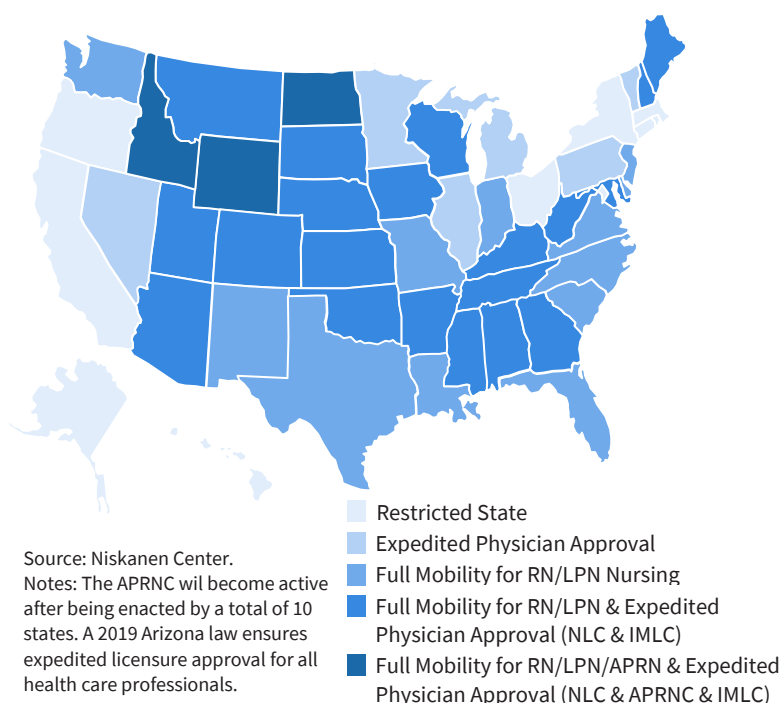 Restricted State
Expedited Physician Approval
Full Mobility for RN/LPN Nursing
Full Mobility for RN/LPN & Expedited
Physician Approval (NLC & IMLC)
Full Mobility for RN/LPN/APRN & Expedited
Physician Approval (NLC & APRNC & IMLC)
Source: Niskanen Center.
Notes: The APRNC wil become active
after being enacted by a total of 10
states. A 2019 Arizona law ensures
expedited licensure approval for all
health care professionals.